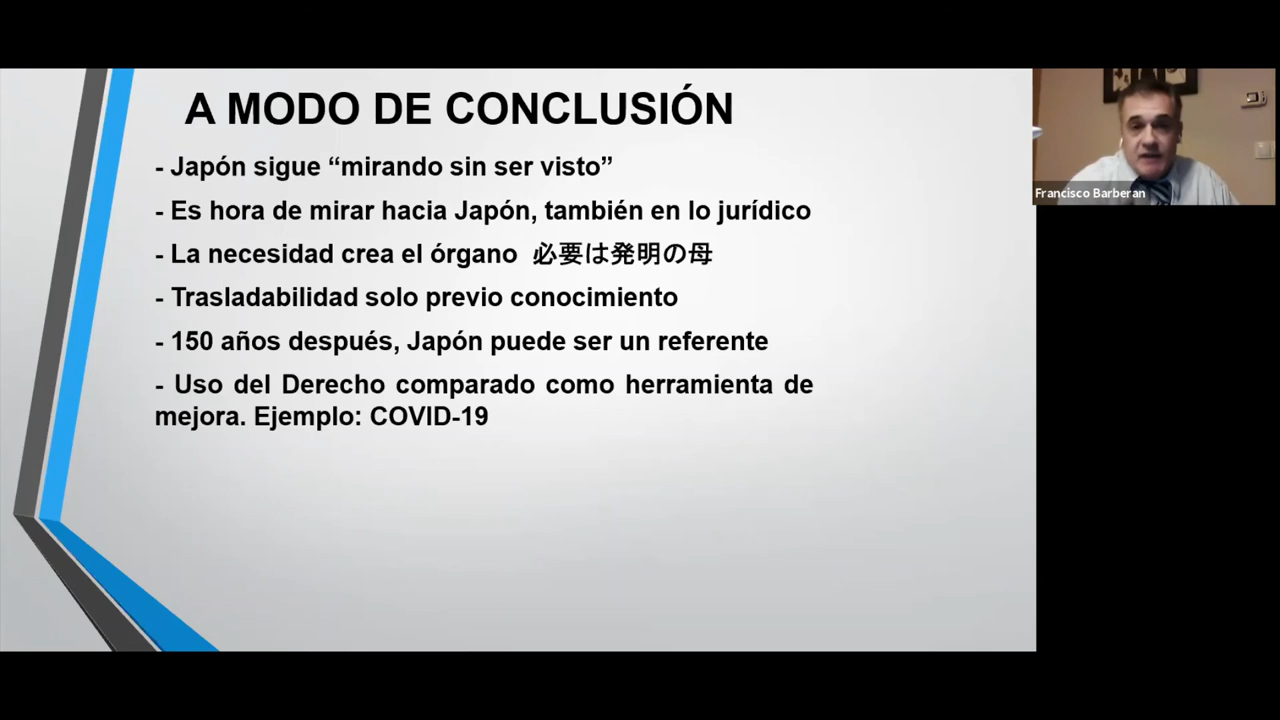 A MODO DE CONCLUSIÓN
- Japón sigue “mirando sin ser visto”
- Es hora de mirar hacia Japón, también en lo jurídico
- La necesidad crea el órgano 必要は発明の母
- Trasladabilidad solo previo conocimiento
- 150 años después, Japón puede ser un referente
- Uso del Derecho comparado como herramienta de
mejora. Ejemplo: COVID-19
Francisco Barberan